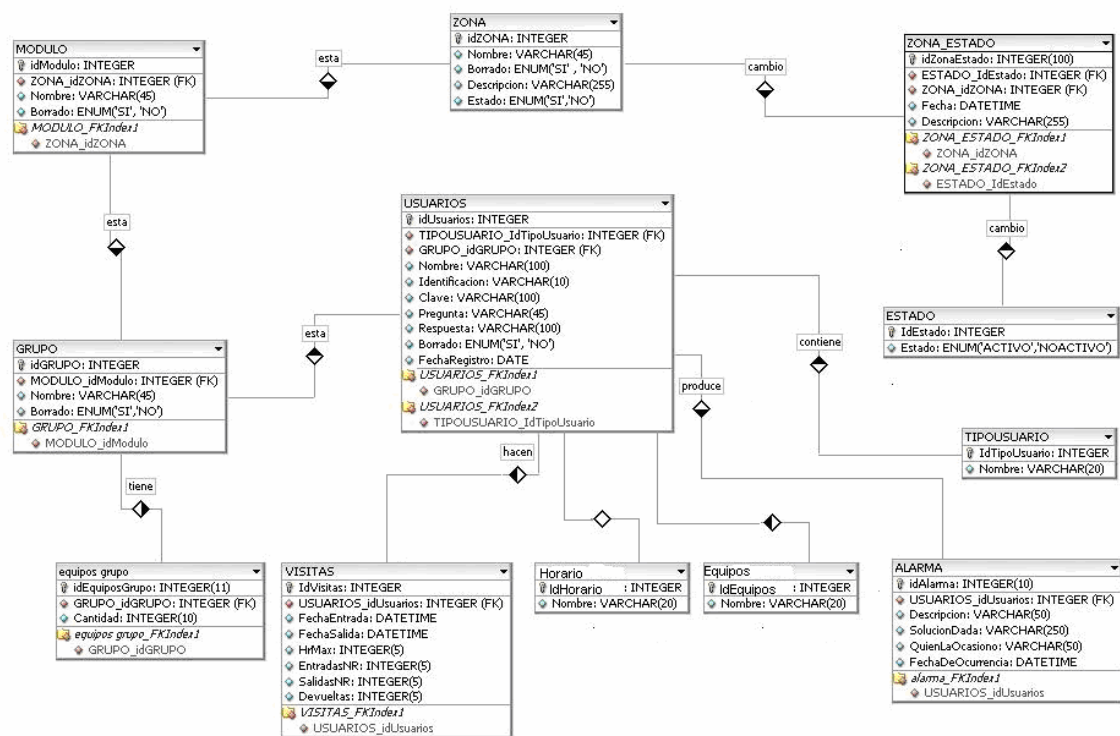 MODULO
idModulo: INTEGER
ZONA_idZONA: INTEGER (FK)
Nombre: VARCHAR(45)
Borrado: ENUM('SI', 'NO')
MODULO_FKIndex1
ZONA_idZONA
esta
ZONA
idZONA: INTEGER
Nombre: VARCHAR(45)
Borrado: ENUM('SI' , 'NO')
Descripcion: VARCHAR(255)
Estado: ENUM('SI','NO')
cambio
ZONA_ESTADO
idZonaEstado: INTEGER(100)
ESTADO_IdEstado: INTEGER (FK)
ZONA_idZONA: INTEGER (FK)
Fecha: DATETIME
Descripcion: VARCHAR(255)
ZONA_ESTADO_FKIndex1
ZONA_idZONA
ZONA_ESTADO_FKIndex2
ESTADO_IdEstado
esta
USUARIOS
idUsuarios: INTEGER
TIPOUSUARIO_IdTipoUsuario: INTEGER (FK)
GRUPO_idGRUPO: INTEGER (FK)
Nombre: VARCHAR(100)
Identificacion: VARCHAR(10)
Clave: VARCHAR(100)
Pregunta: VARCHAR(45)
Respuesta: VARCHAR(100)
Borrado: ENUM('SI', 'NO')
FechaRegistro: DATE
USUARIOS_FKIndex1
GRUPO_idGRUPO
USUARIOS_FKIndex2
TIPOUSUARIO_IdTipoUsuario
cambio
ESTADO
IdEstado: INTEGER
Estado: ENUM('ACTIVO','NOACTIVO')
esta
contiene
GRUPO
idGRUPO: INTEGER
MODULO_idModulo: INTEGER (FK)
Nombre: VARCHAR(45)
Borrado: ENUM('SI','NO')
GRUPO_FKIndex1
MODULO_idModulo
produce
TIPOUSUARIO
IdTipoUsuario: INTEGER
Nombre: VARCHAR(20)
hacen
tiene
equipos grupo
idEquiposGrupo: INTEGER(11)
GRUPO_idGRUPO: INTEGER (FK)
Cantidad: INTEGER(10)
equipos grupo_FKIndex1
GRUPO_idGRUPO
VISITAS
IdVisitas: INTEGER
USUARIOS_idUsuarios: INTEGER (FK)
FechaEntrada: DATETIME
FechaSalida: DATETIME
HrMax: INTEGER(5)
EntradasNR: INTEGER(5)
SalidasNR: INTEGER(5)
Devueltas: INTEGER(5)
VISITAS_FKIndex1
USUARIOS_idUsuarios
Horario
IdHorario : INTEGER
Nombre: VARCHAR(20)
Equipos
IdEquipos : INTEGER
Nombre: VARCHAR(20)
ALARMA
idAlarma: INTEGER(10)
USUARIOS_idUsuarios: INTEGER (FK)
Descripcion: VARCHAR(50)
SolucionDada: VARCHAR(250)
QuienLaOcasiono: VARCHAR(50)
FechaDeOcurrencia: DATETIME
alarma_FKIndex1
USUARIOS_idUsuarios